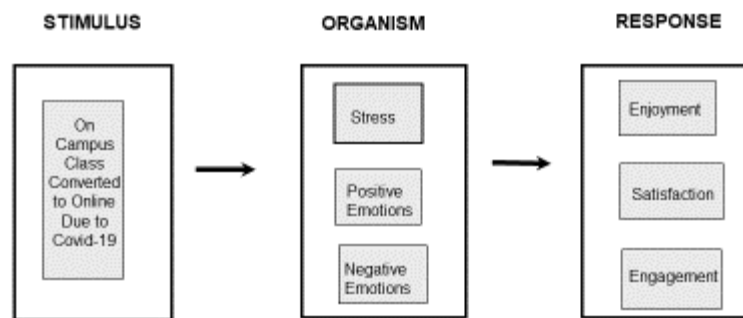 STIMULUS
ORGANISM
RESPONSE
On
Campus
Class
Converted
to Online
Due to
Covid-19
Stress
Positive
Emotions
Negative
Emotions
Enjoyment
Satisfaction
Engagement